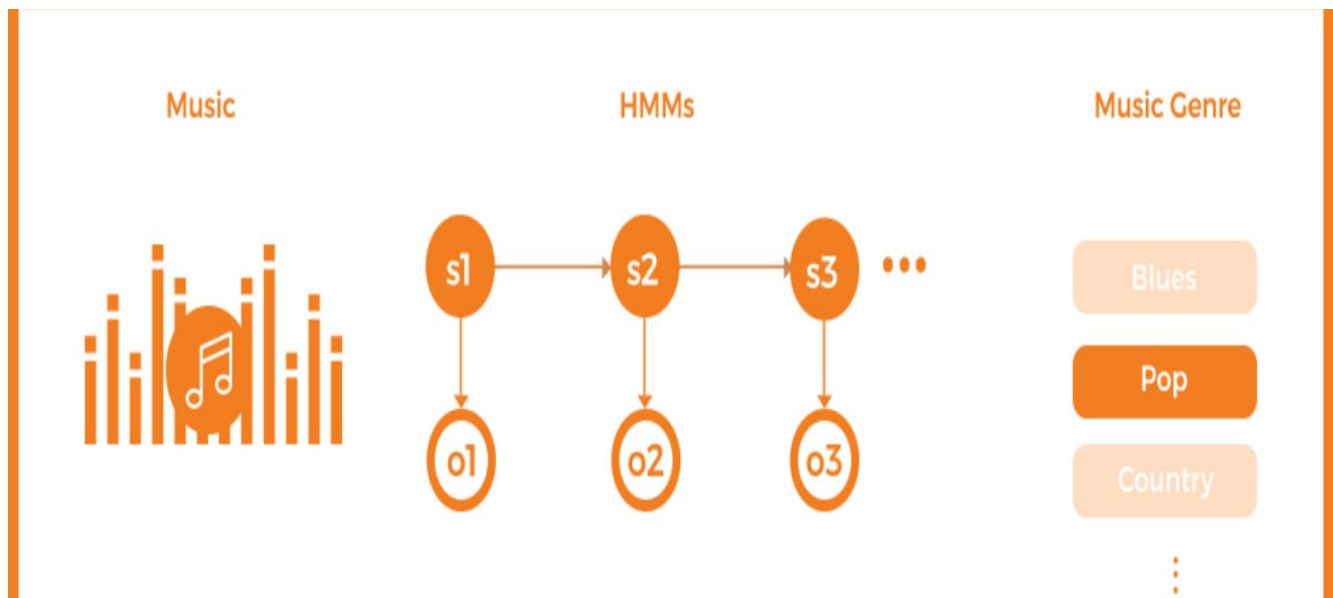 Music
HMMs
Music Genre
s1
s2
s3
...
o1
o2
o3
Blues
Pop
Country